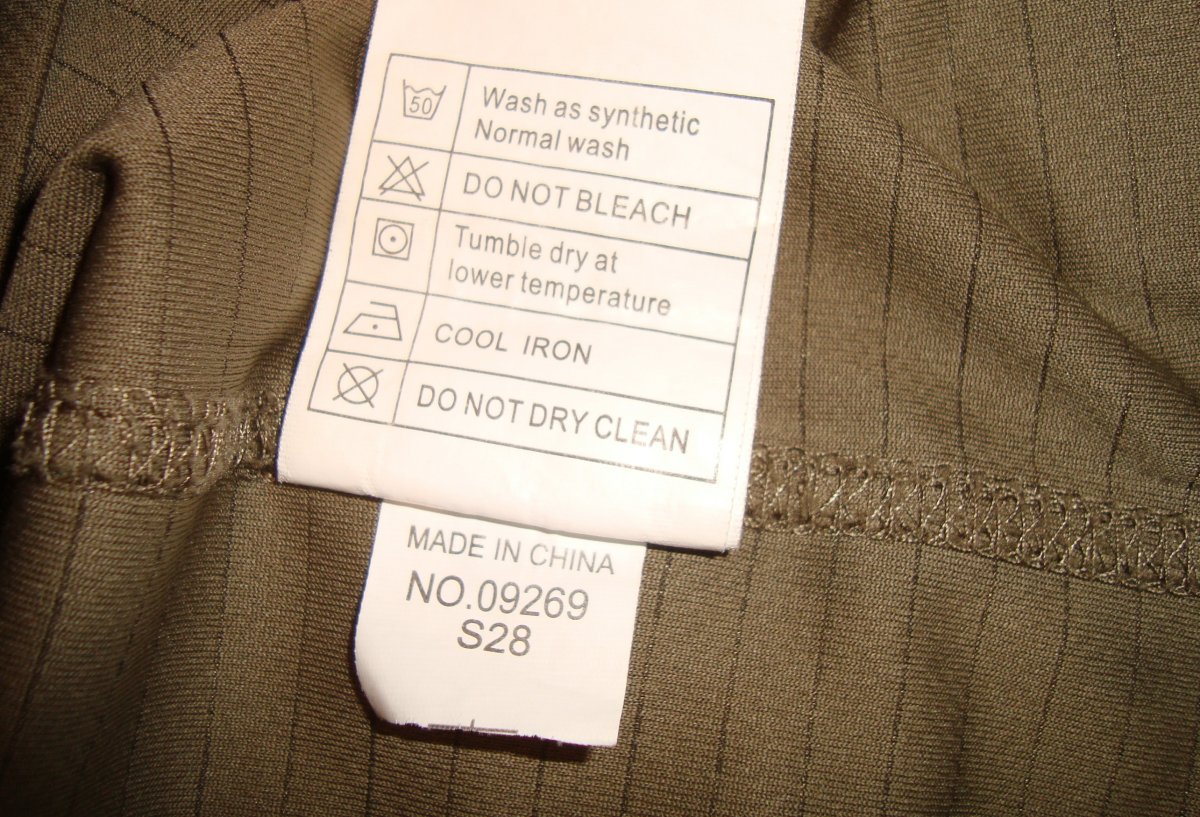 50
Wash as synthetic
Normal wash
DO NOT BLEACH
Tumble dry at
lower temperature
COOL IRON
DO NOT DRY CLEAN
MADE IN CHINA
NO.09269
S28